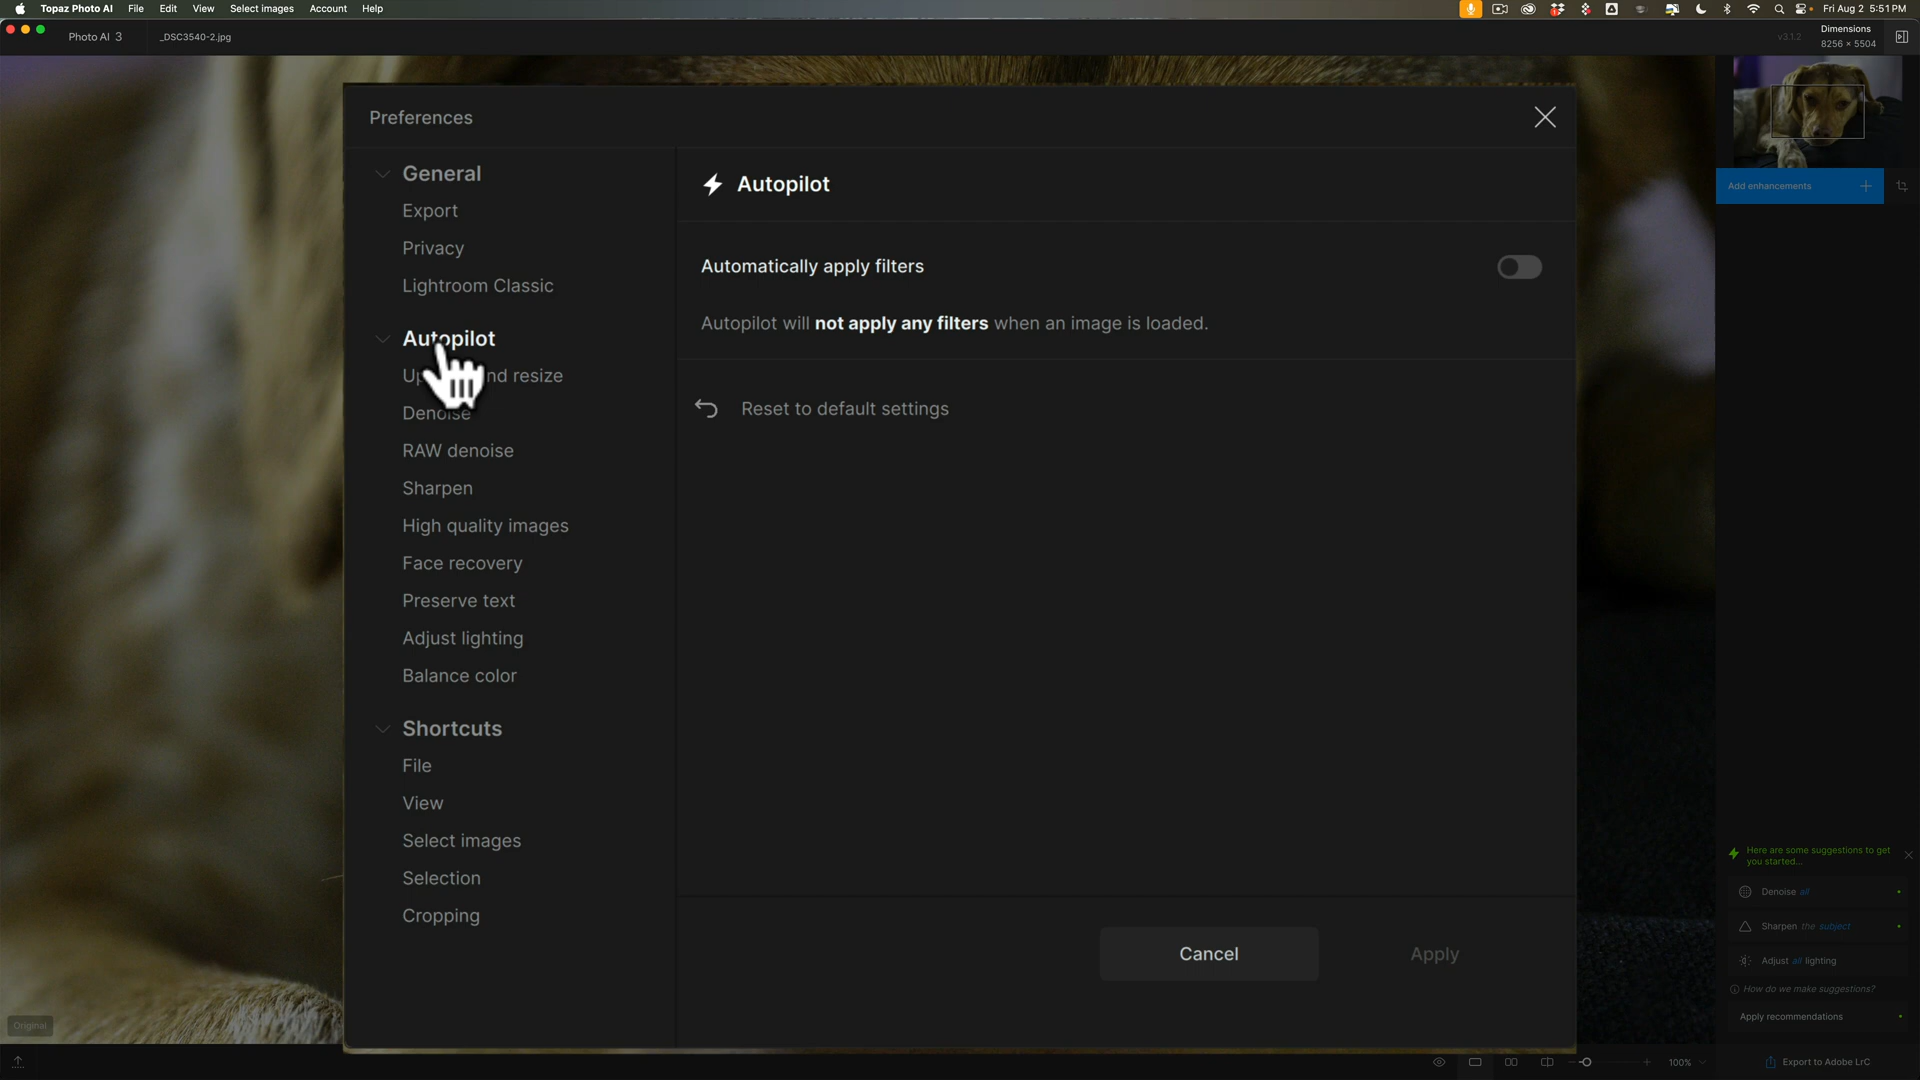 Topaz Photo AI File Edit View Select images Account Help
Fri Aug 2 5:51 PM
Photo AI 3
_DSC3540-2.jpg
v3.1.2
Dimensions
8256 × 5504
Preferences
General
Export
Privacy
Lightroom Classic
Autopilot
nd resize
Denoise
RAW denoise
Sharpen
High quality images
Face recovery
Preserve text
Adjust lighting
Balance color
Shortcuts
File
View
Select images
Selection
Cropping
Autopilot
Automatically apply filters
Autopilot will not apply any filters when an image is loaded.
Reset to default settings
Cancel
Apply
Add enhancements
Here are some suggestions to get
you started...
Denoise all
Sharpen the subject
Adjust all lighting
How do we make suggestions?
Apply recommendations
Original
100%
Export to Adobe LrC